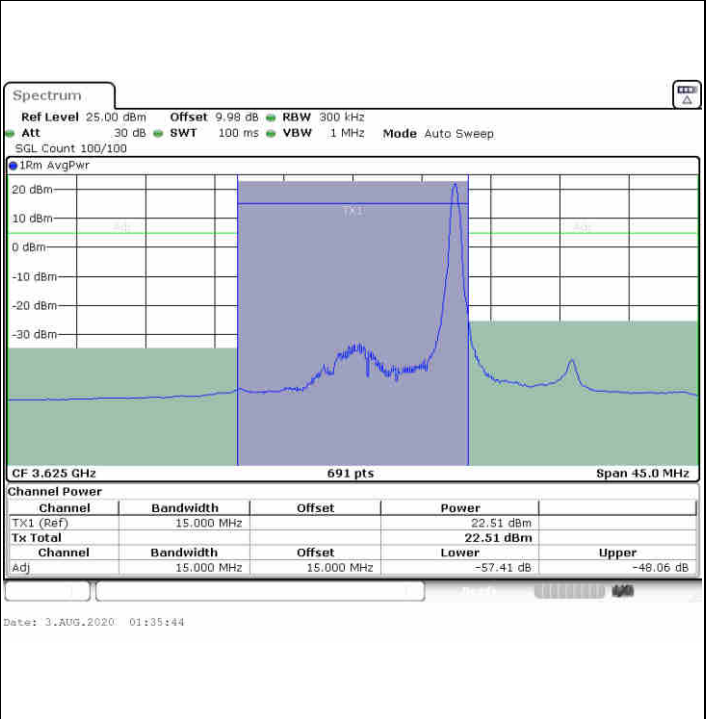 Spectrum
Ref Level 25.00 dBm Offset 9.98 dB RBW 300 kHz
Att 30 dB SWT 100 ms VBW 1 MHz Mode Auto Sweep
SGL Count 100/100
1Rm AvgPwr
20 dBm
TX1
10 dBm
Adj Adj
0 dBm
-10 dBm
-20 dBm
-30 dBm
CF 3.625 GHz 691 pts Span 45.0 MHz
Channel Power
Channel Bandwidth Offset Power
TX1 (Ref) 15.000 MHz 22.51 dBm
Tx Total 22.51 dBm
Channel Bandwidth Offset Lower Upper
Adj 15.000 MHz 15.000 MHz -57.41 dB -48.06 dB
Date: 3.AUG.2020 01:35:44